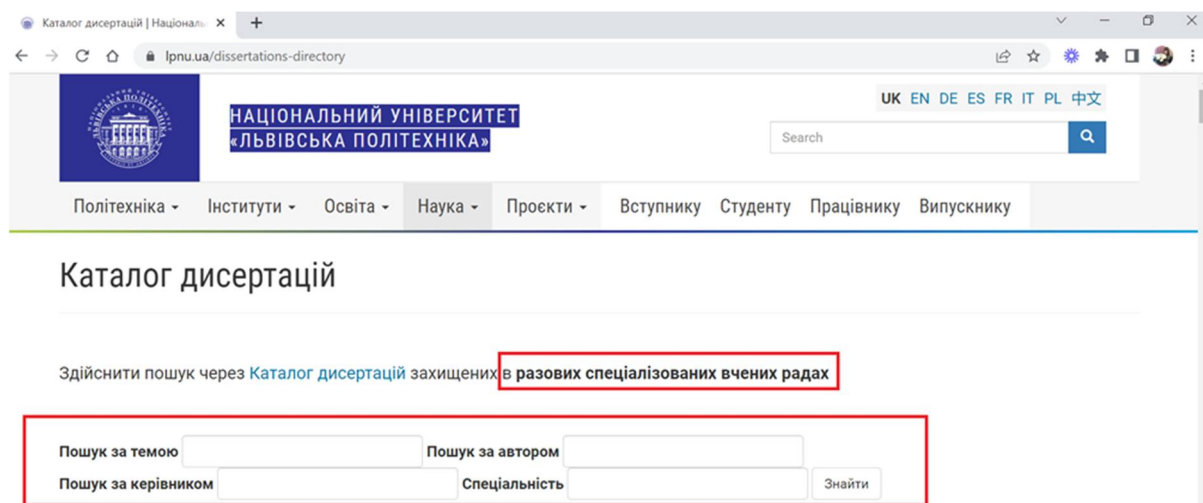 Каталог дисертацій | Національ
lpnu.ua/dissertations-directory
НАЦІОНАЛЬНИЙ УНІВЕРСИТЕТ
«ЛЬВІВСЬКА ПОЛІТЕХНІКА»
UK EN DE ES FR IT PL 中文
Search
Політехніка Інститути Освіта Наука Проєкти Вступнику Студенту Працівнику Випускнику
Каталог дисертацій
Здійснити пошук через Каталог дисертацій захищених в разових спеціалізованих вчених радах
Пошук за темою Пошук за автором
Пошук за керівником Спеціальність Знайти